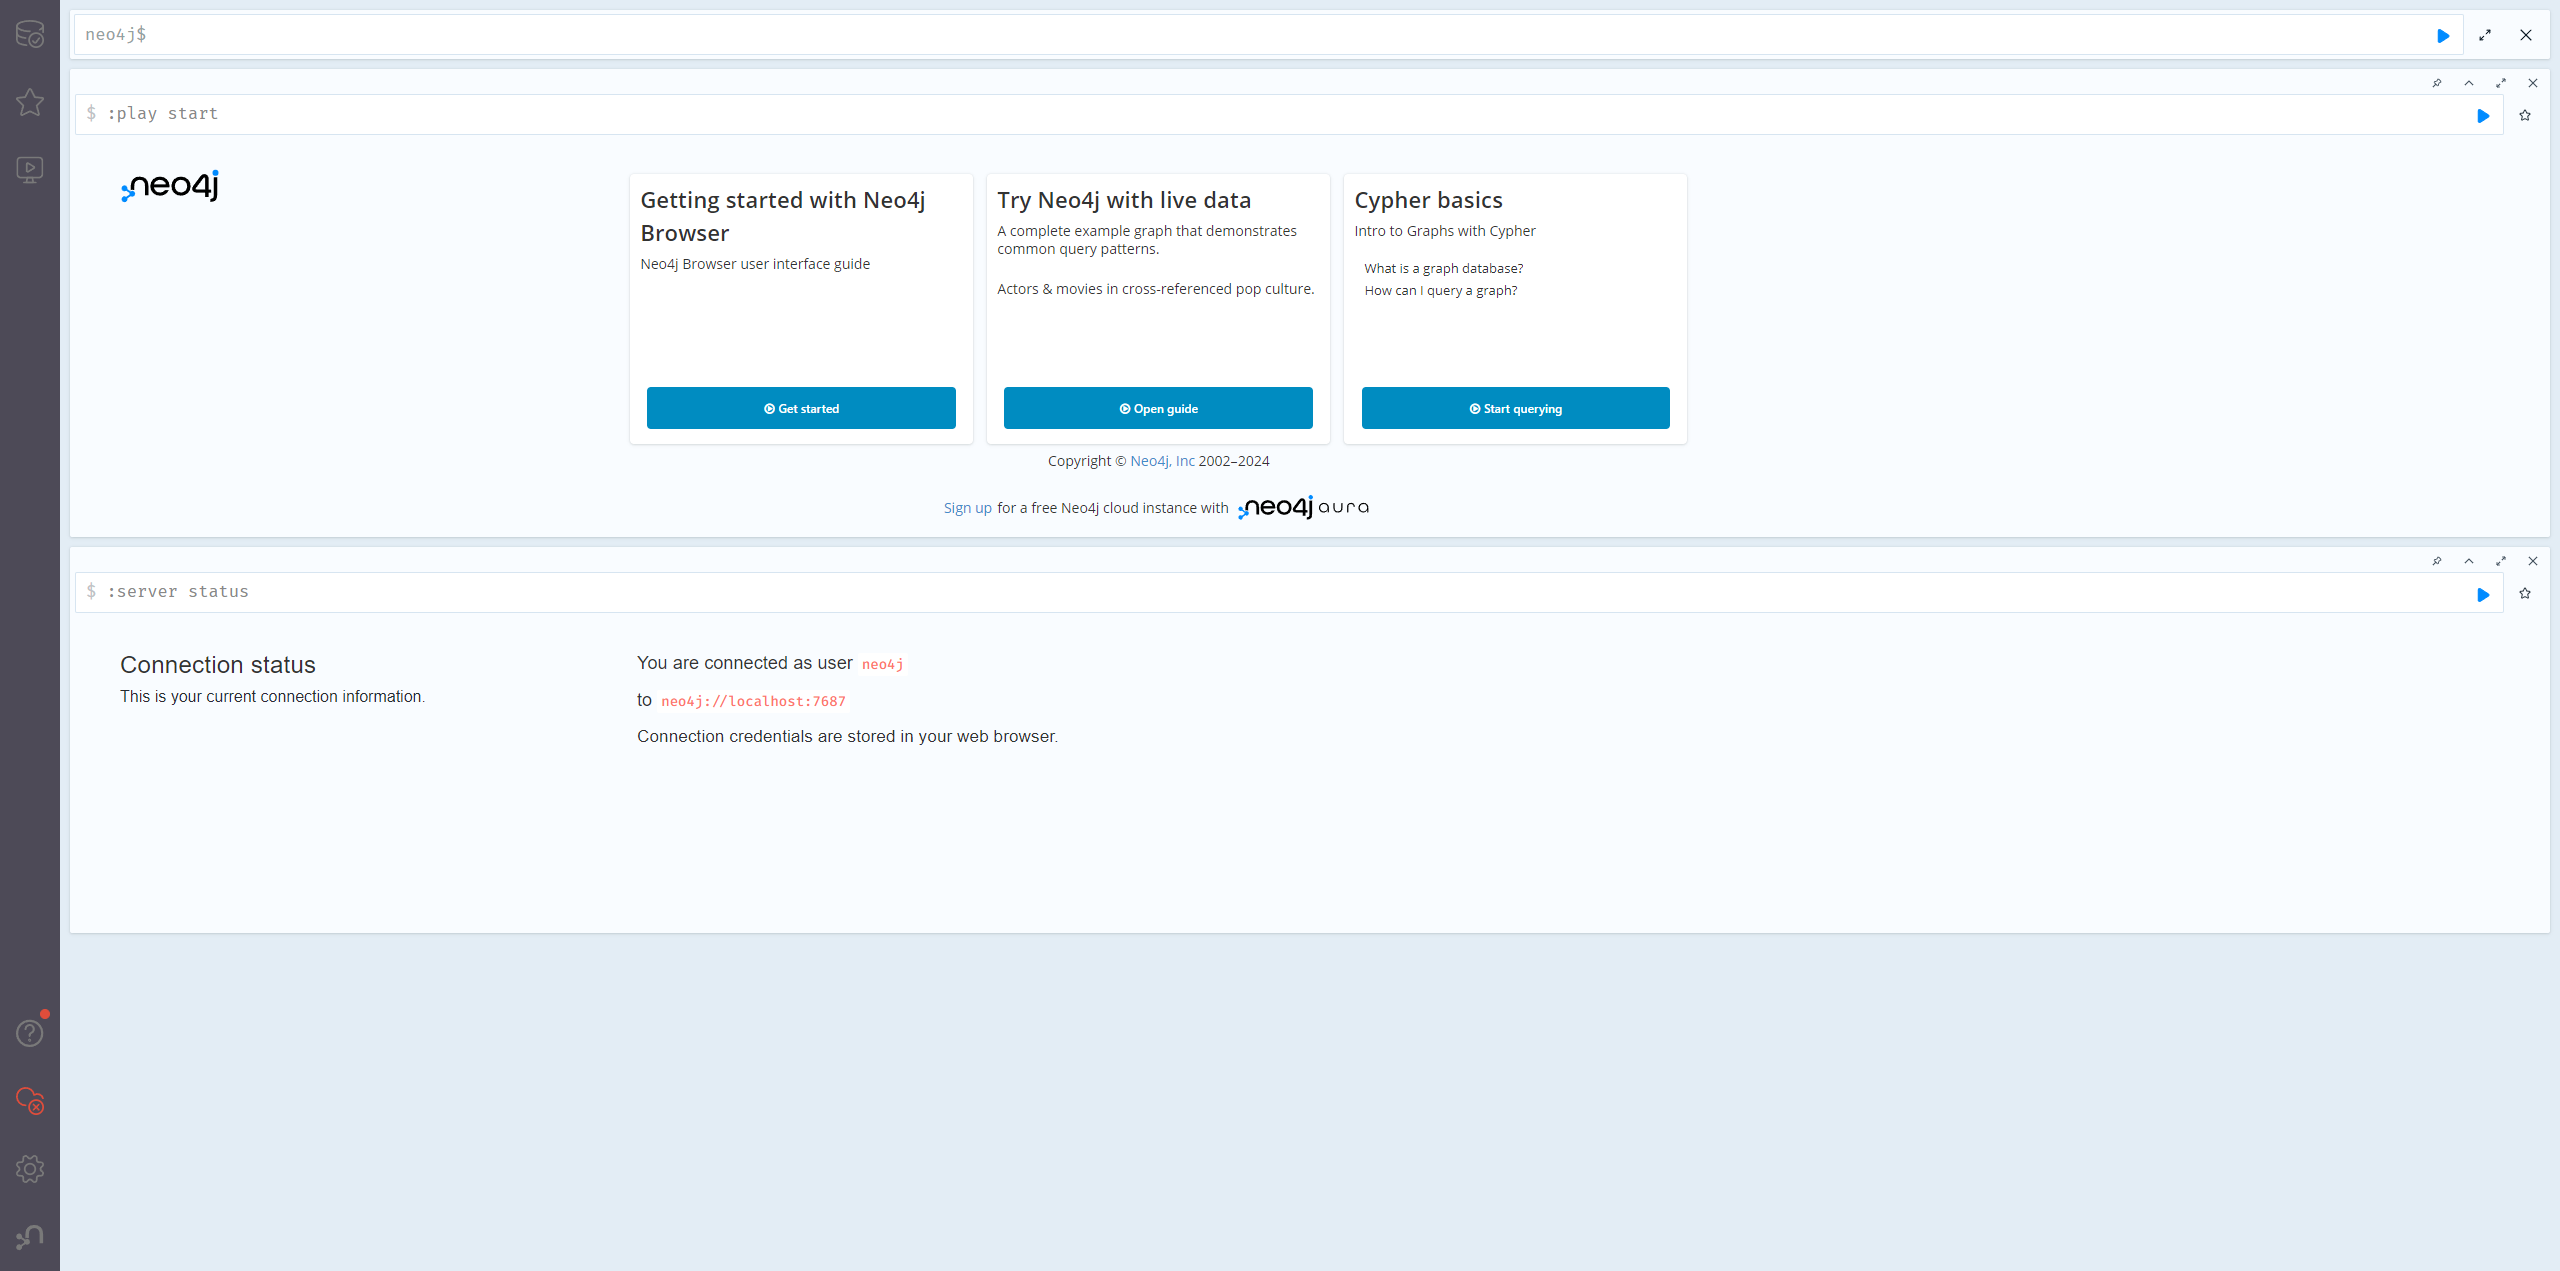 neo4j$
$ :play start
neo4j
Getting started with Neo4j
Browser
Neo4j Browser user interface guide
Get started
Try Neo4j with live data
A complete example graph that demonstrates
common query patterns.
Actors & movies in cross-referenced pop culture.
Open guide
Cypher basics
Intro to Graphs with Cypher
What is a graph database?
How can I query a graph?
Start querying
Copyright © Neo4j, Inc 2002–2024
Sign up for a free Neo4j cloud instance with neo4j aura
$ :server status
Connection status
This is your current connection information.
You are connected as user neo4j
to neo4j://localhost:7687
Connection credentials are stored in your web browser.